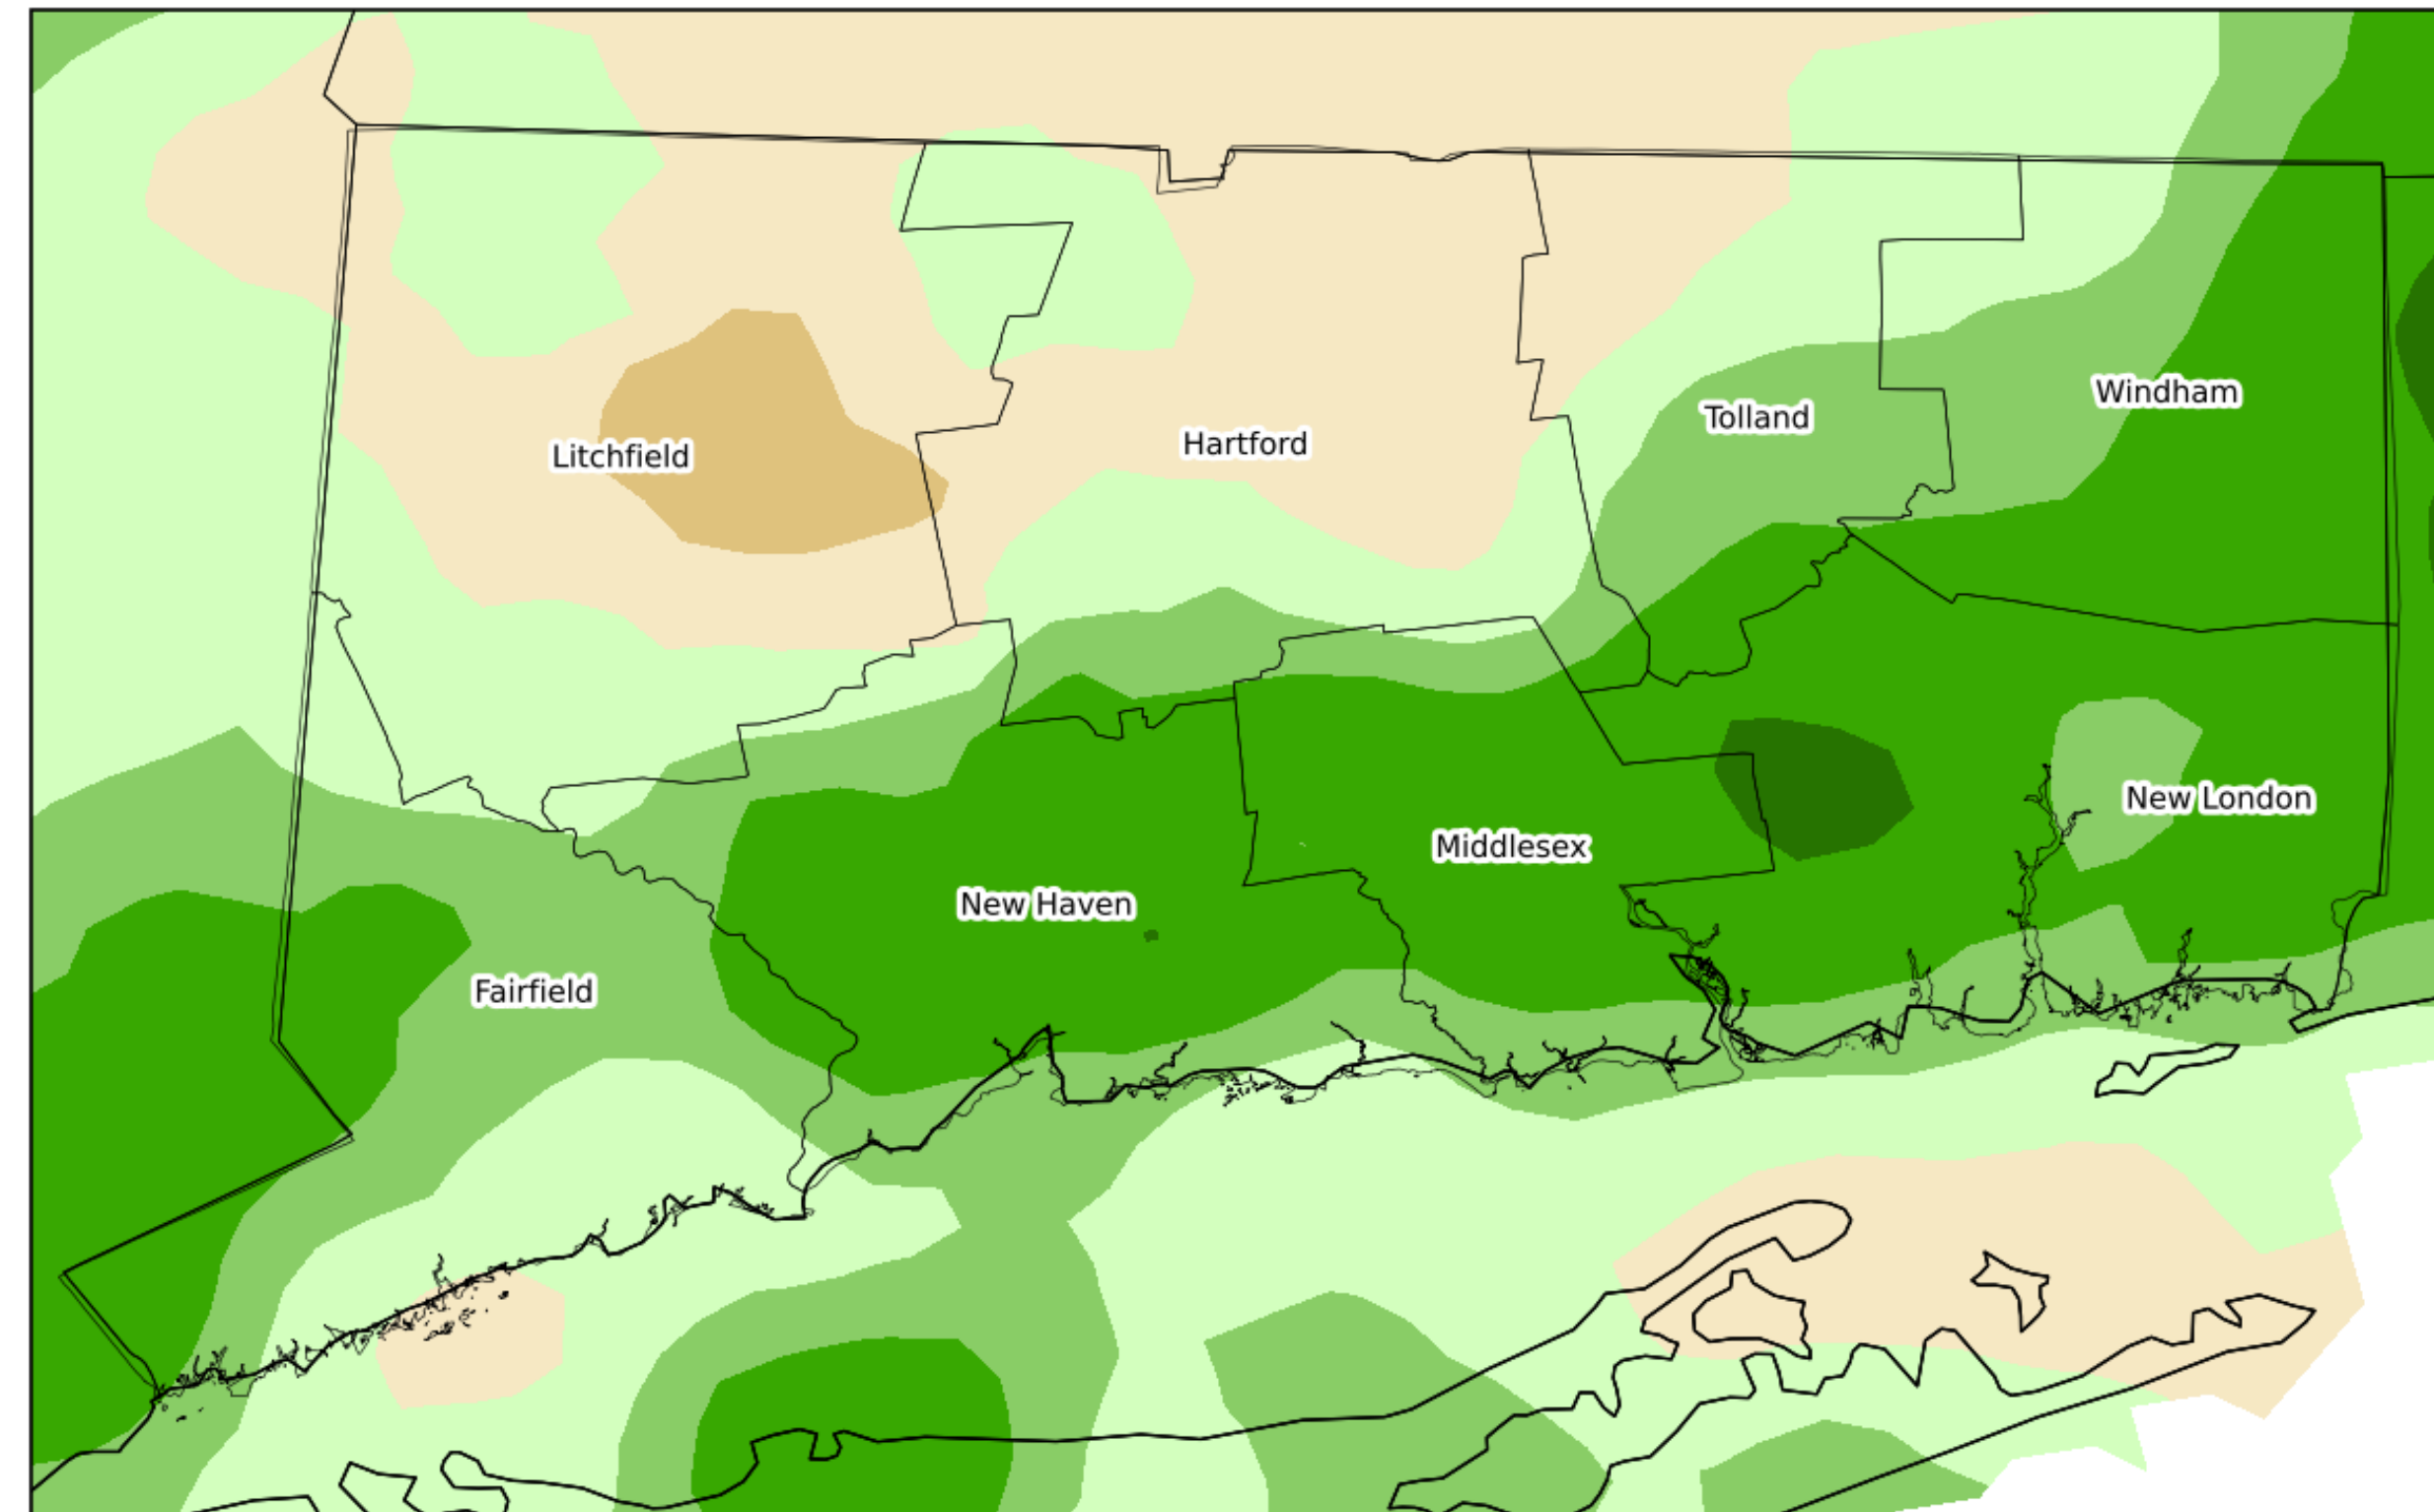 Windham
Tolland
Hartford
Litchfield
New London
Middlesex
New Haven
Fairfield